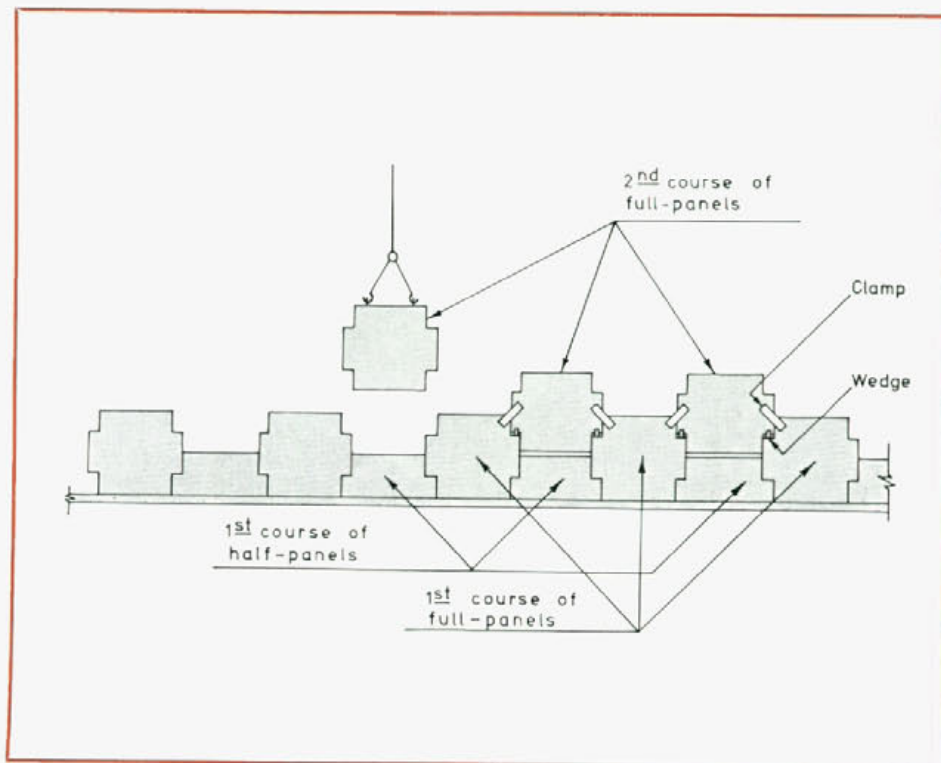 2nd course of
full-panels
Clamp
Wedge
1st course of
half-panels
1st course of
full-panels